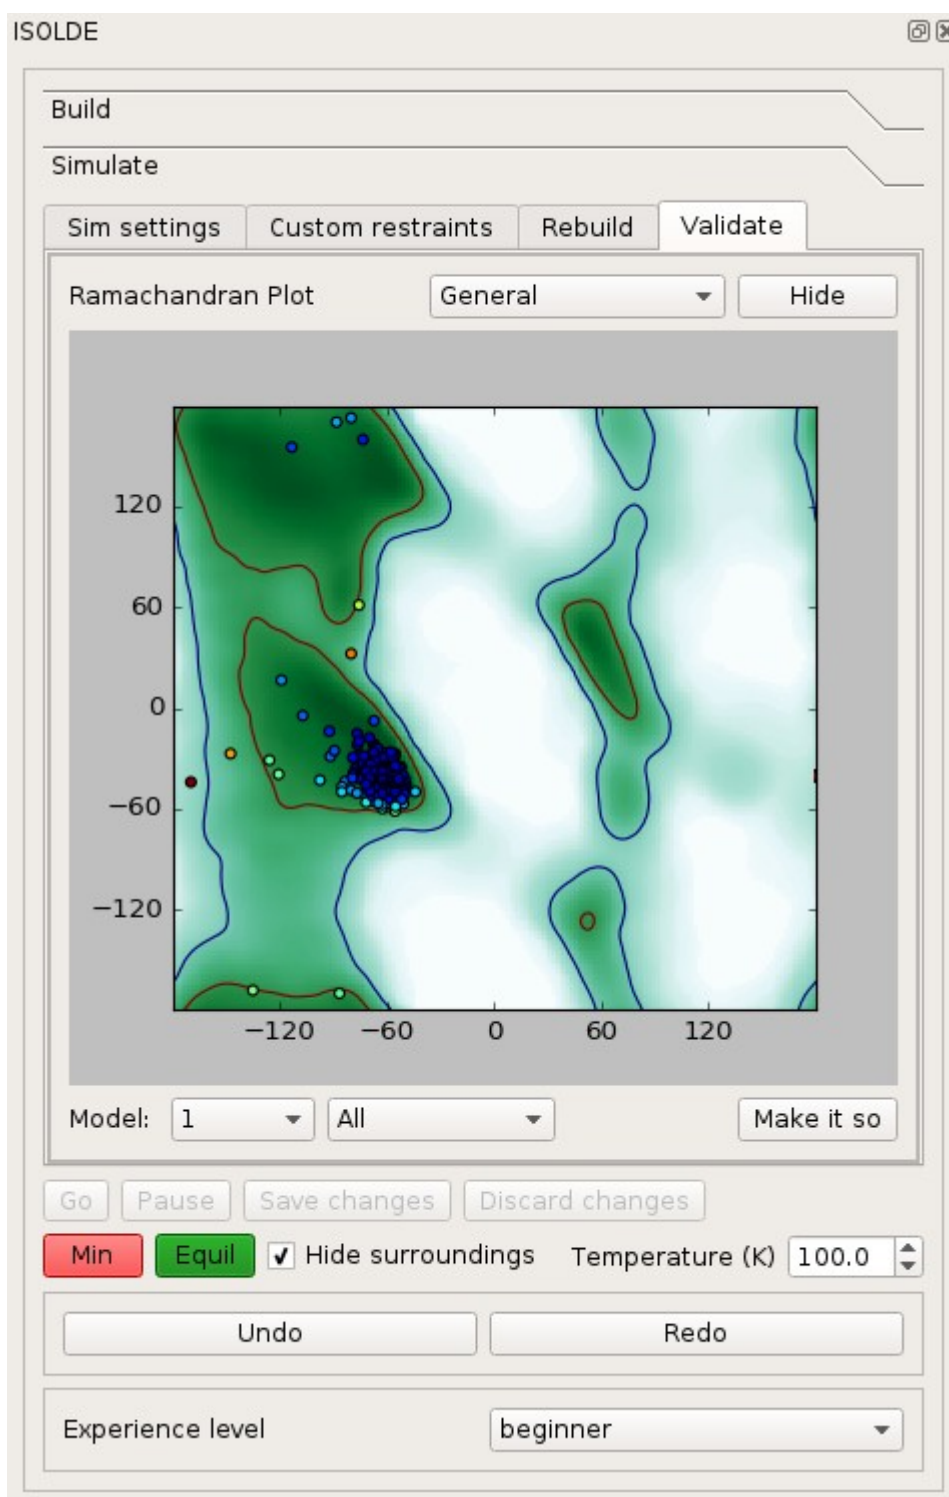 ISOLDE
Build
Simulate
Sim settings Custom restraints Rebuild Validate
Ramachandran Plot General Hide
120
60
0
−60
−120
−120 −60 0 60 120
Model: 1 All Make it so
Go Pause Save changes Discard changes
Min Equil Hide surroundings Temperature (K) 100.0
Undo Redo
Experience level beginner